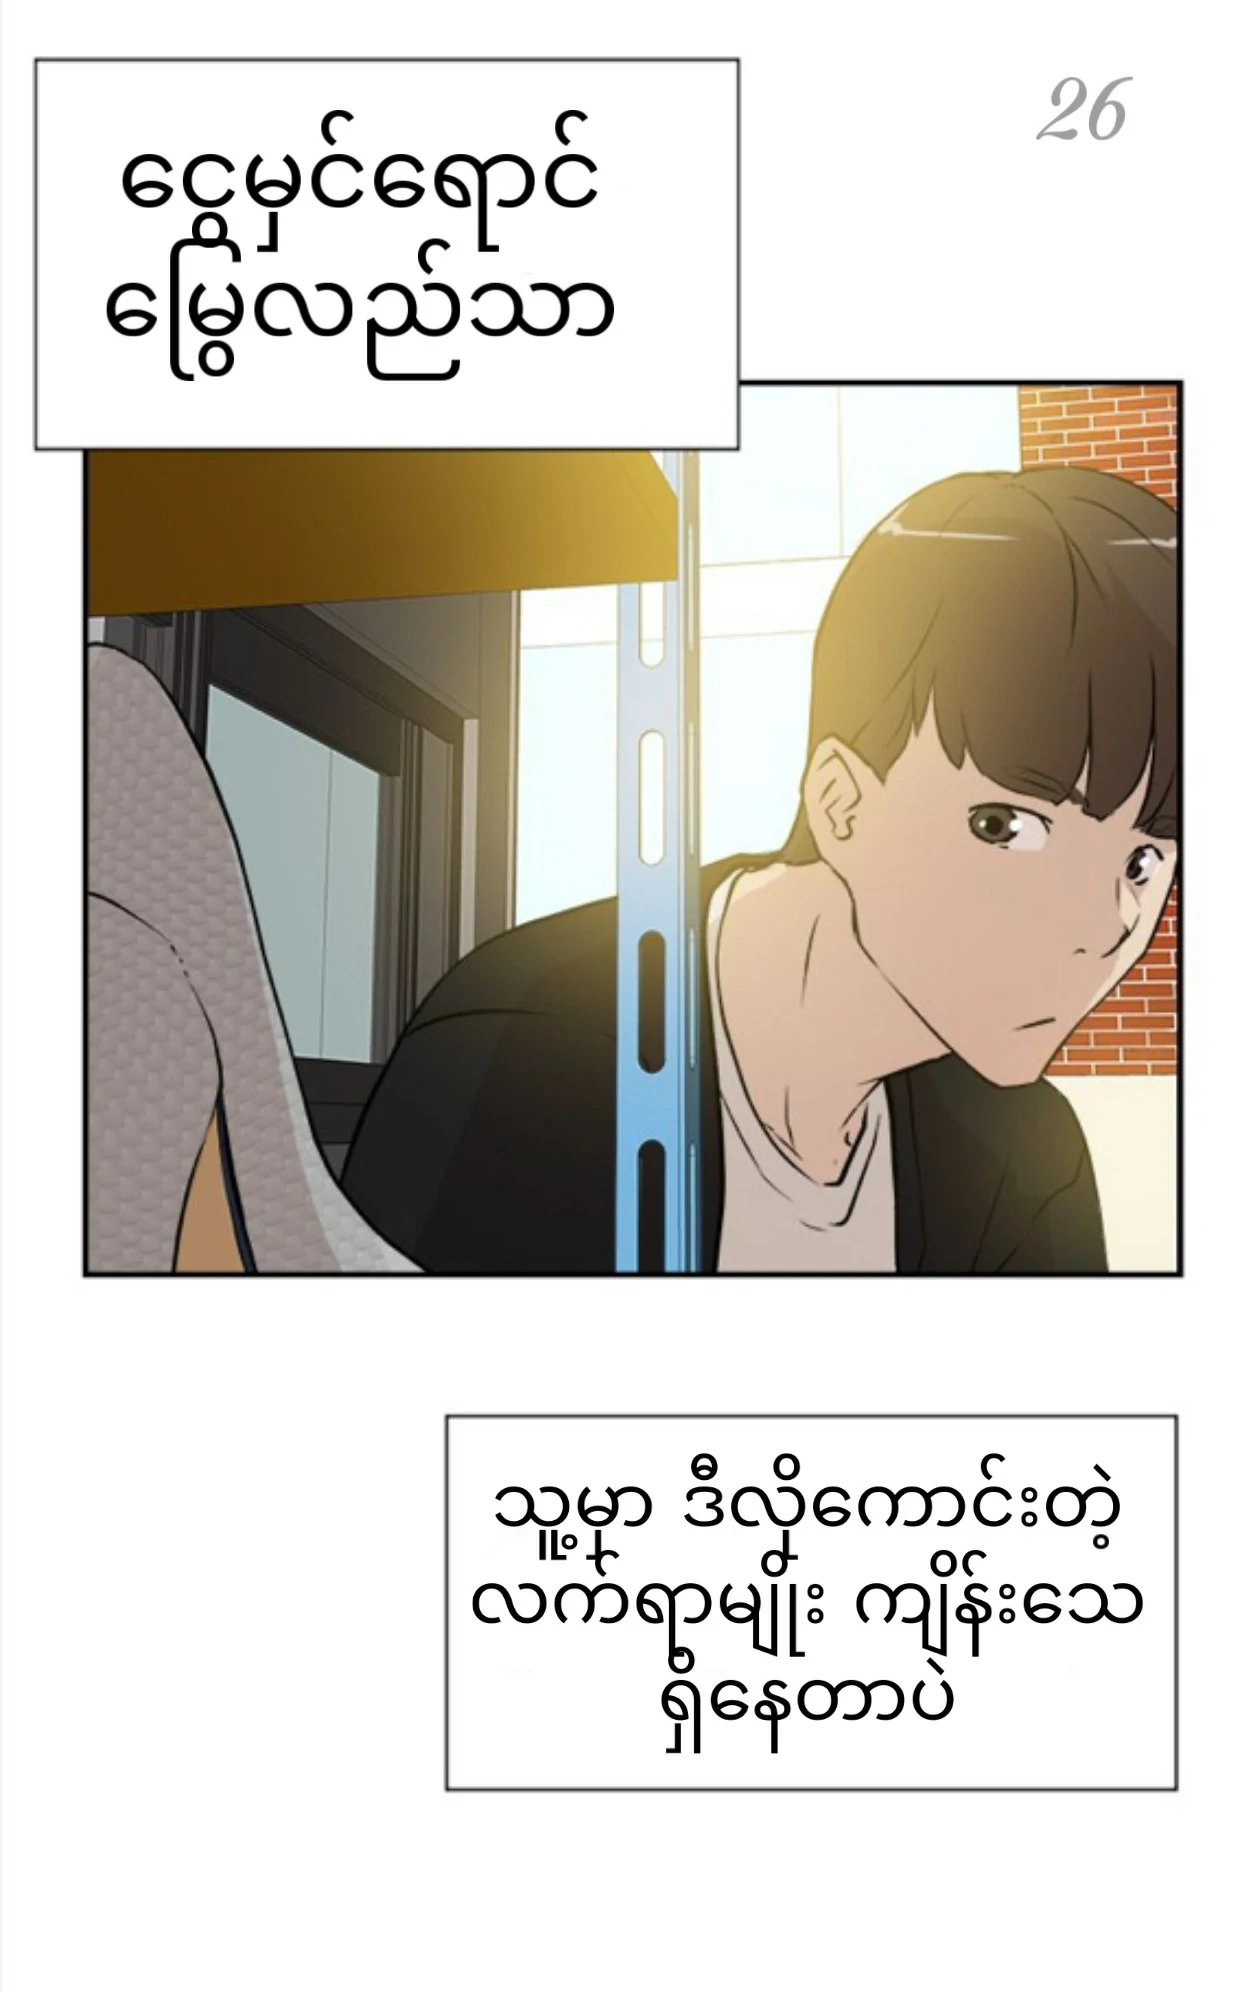 26
ငွေမှင်ရောင်
မြွေလည်သာ
သူ့မှာ ဒီလိုကောင်းတဲ့
လက်ရာမျိုး ကျိန်းသေ
ရှိနေတာပဲ